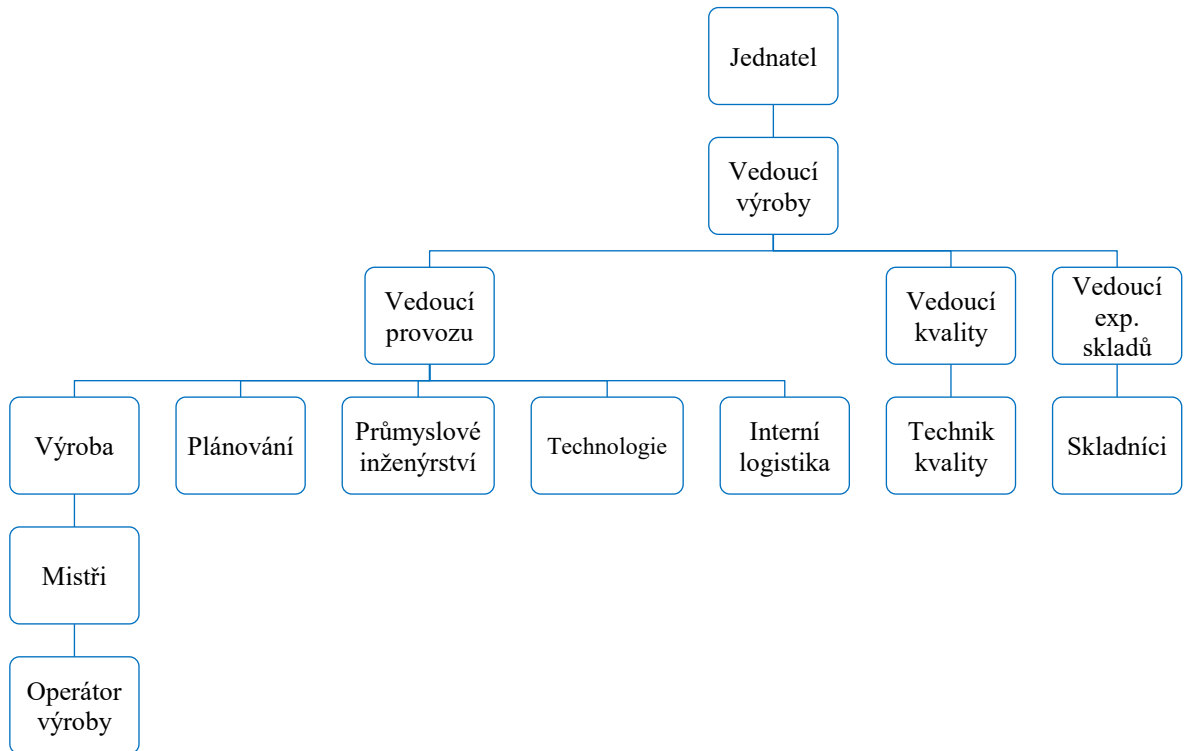 Jednatel
Vedoucí
výroby
Vedoucí
provozu
Vedoucí
kvality
Vedoucí
exp.
skladů
Výroba
Plánování
Průmyslové
inženýrství
Technologie
Interní
logistika
Technik
kvality
Skladníci
Mistři
Operátor
výroby